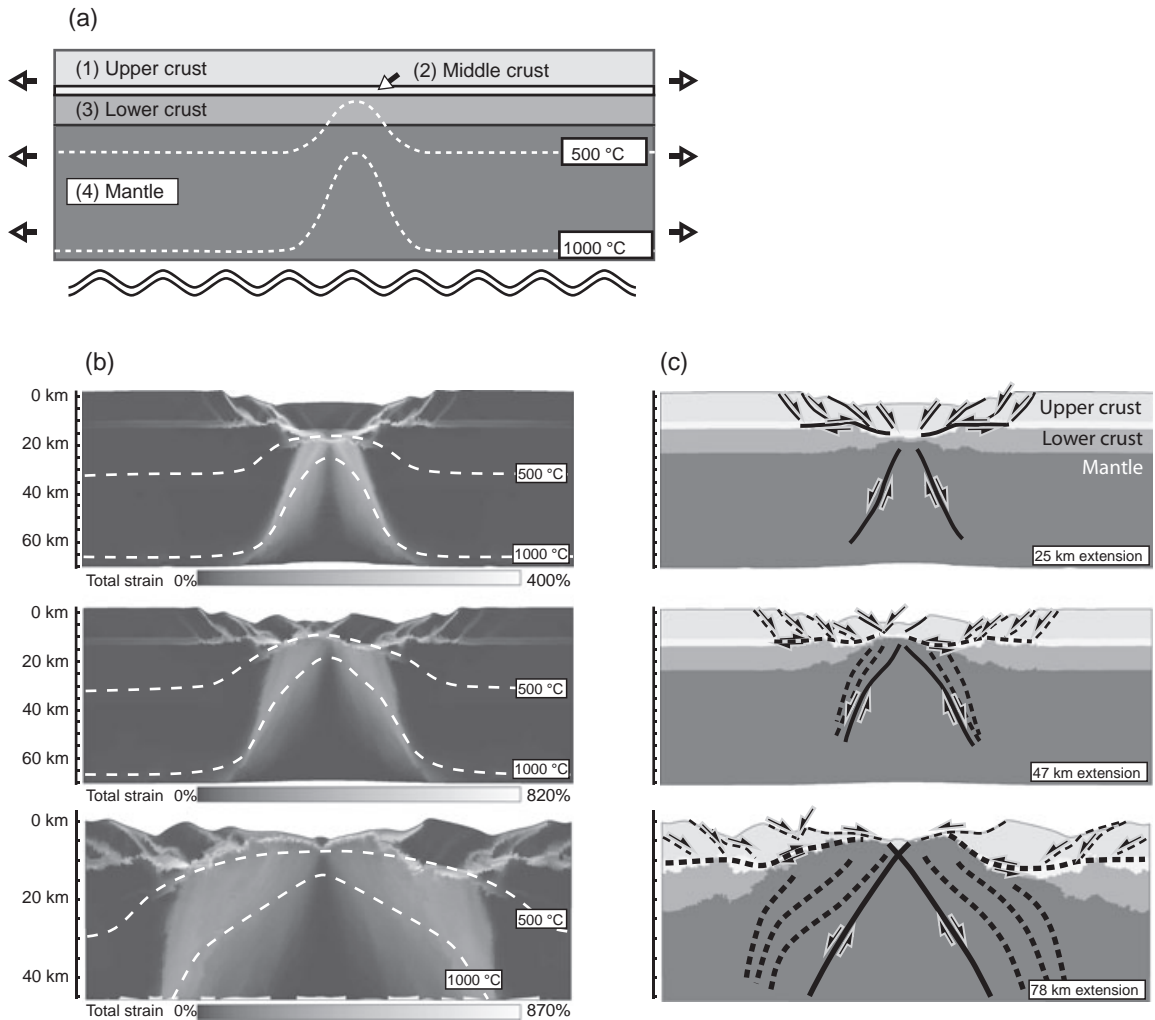 (a)
(1) Upper crust
(2) Middle crust
(3) Lower crust
500 °C
(4) Mantle
1000 °C
(b)
0 km
20 km
40 km
60 km
500 °C
1000 °C
Total strain 0% 400%
0 km
20 km
40 km
60 km
500 °C
1000 °C
Total strain 0% 820%
0 km
20 km
40 km
500 °C
1000 °C
Total strain 0% 870%
(c)
Upper crust
Lower crust
Mantle
25 km extension
47 km extension
78 km extension